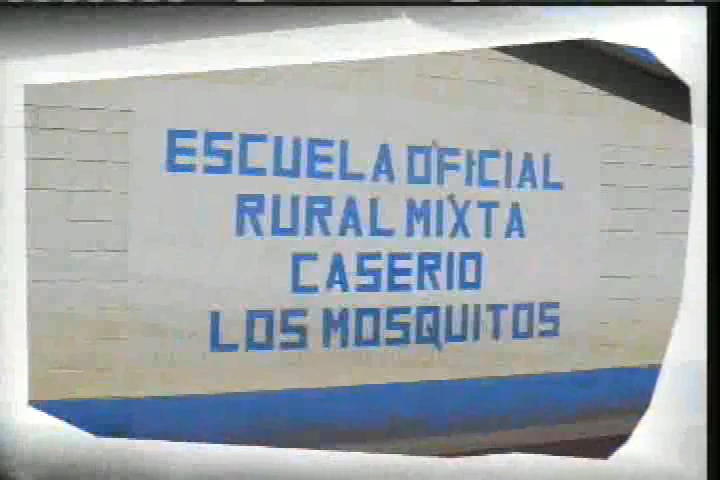 ESCUELA OFICIAL
RURAL MIXTA
CASERIO
LOS MOSQUITOS